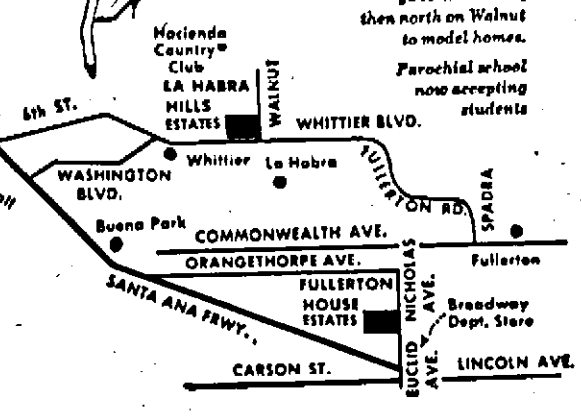 then north on Walnut
to model homes.
Parochial school
now accepting
students
Hacienda
Country
Club
LA HABRA
HILLS
ESTATES
WALNUT
6th ST.
WHITTIER BLVD.
Whittier
La Habra
WASHINGTON
BLVD.
FULLERTON RD.
SPADRA
Buena Park
COMMONWEALTH AVE.
ORANGETHORPE AVE.
Fullerton
SANTA ANA FRWY.
FULLERTON
HOUSE
ESTATES
NICHOLAS
AVE.
Broadway
Dept. Store
CARSON ST.
EUCLID
AVE.
LINCOLN AVE.